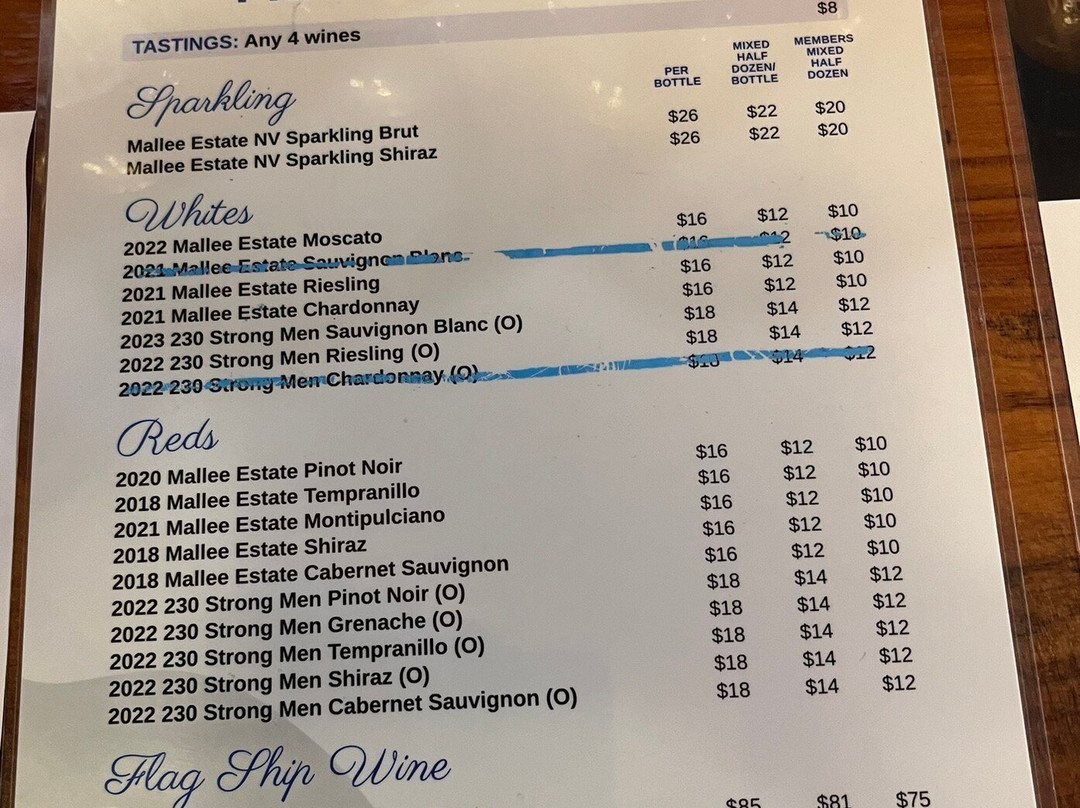 $8
TASTINGS: Any 4 wines
PER BOTTLE MIXED HALF DOZEN/ BOTTLE MEMBERS MIXED HALF DOZEN
Sparkling
Mallee Estate NV Sparkling Brut $26 $22 $20
Mallee Estate NV Sparkling Shiraz $26 $22 $20
Whites
2022 Mallee Estate Moscato $16 $12 $10
2021 Mallee Estate Sauvignon Blanc $16 $12 $10
2021 Mallee Estate Riesling $16 $12 $10
2021 Mallee Estate Chardonnay $16 $12 $10
2023 230 Strong Men Sauvignon Blanc (O) $18 $14 $12
2022 230 Strong Men Riesling (O) $18 $14 $12
2022 230 Strong Men Chardonnay (O) $18 $14 $12
Reds
2020 Mallee Estate Pinot Noir $16 $12 $10
2018 Mallee Estate Tempranillo $16 $12 $10
2021 Mallee Estate Montipulciano $16 $12 $10
2018 Mallee Estate Shiraz $16 $12 $10
2018 Mallee Estate Cabernet Sauvignon $16 $12 $10
2022 230 Strong Men Pinot Noir (O) $18 $14 $12
2022 230 Strong Men Grenache (O) $18 $14 $12
2022 230 Strong Men Tempranillo (O) $18 $14 $12
2022 230 Strong Men Shiraz (O) $18 $14 $12
2022 230 Strong Men Cabernet Sauvignon (O) $18 $14 $12
Flag Ship Wine
$85 $81 $75